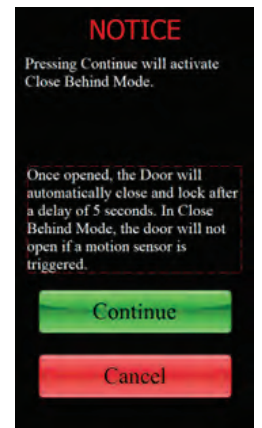 NOTICE
Pressing Continue will activate
Close Behind Mode.
Once opened, the Door will
automatically close and lock after
a delay of 5 seconds. In Close
Behind Mode, the door will not
open if a motion sensor is
triggered.
Continue
Cancel